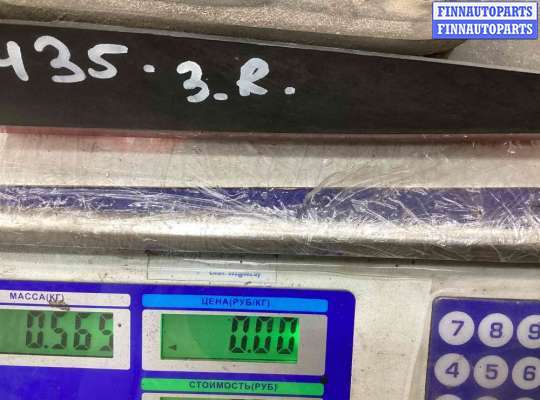 FINNAUTOPARTS
FINNAUTOPARTS
435. 3.R.
МАССА(КГ) ЦЕНА(РУБ/КГ)
0.565 0.00
7 8 9
СТОИМОСТЬ(РУБ)
4 5 6